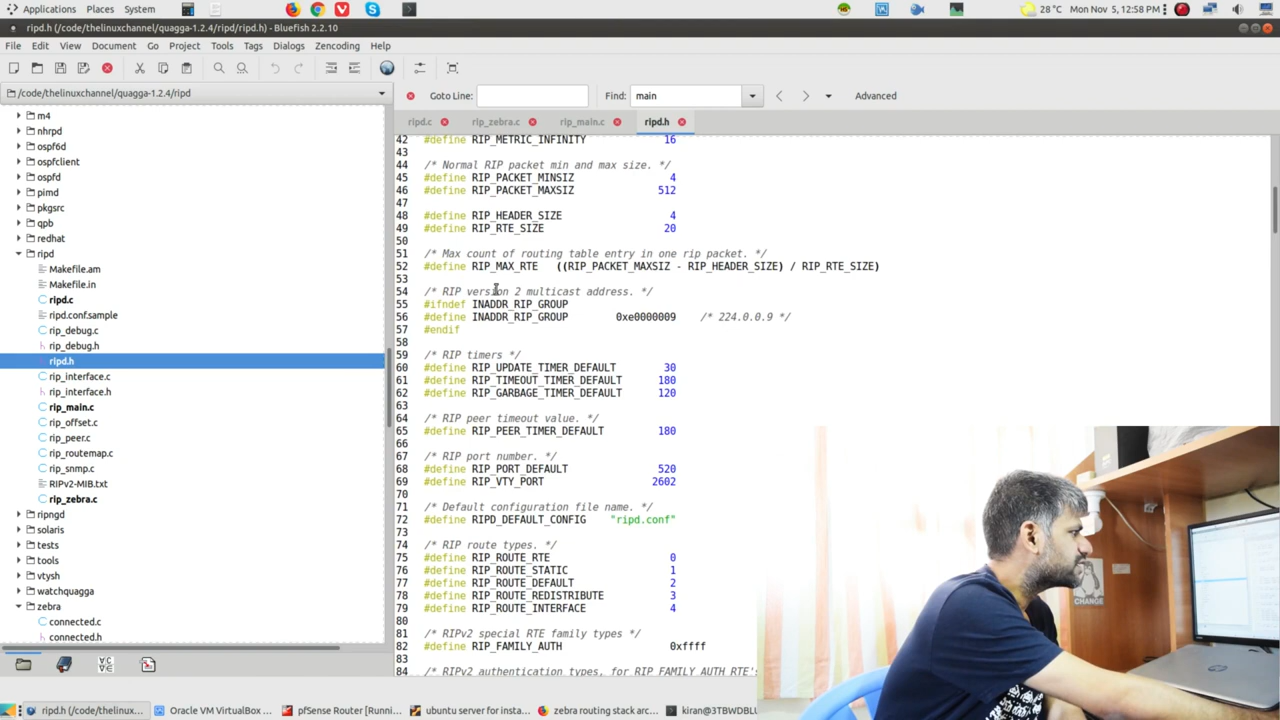 Applications Places System 28 °C Mon Nov 5, 12:58 PM
ripd.h (/code/thelinuxchannel/quagga-1.2.4/ripd/ripd.h) - Bluefish 2.2.10
File Edit View Document Go Project Tools Tags Dialogs Zencoding Help
/code/thelinuxchannel/quagga-1.2.4/ripd
Goto Line: Find: main Advanced
ripd.c rip_zebra.c rip_main.c ripd.h
m4
nhrpd
ospf6d
ospfclient
ospfd
pimd
pkgsrc
qpb
redhat
ripd
Makefile.am
Makefile.in
ripd.c
ripd.conf.sample
rip_debug.c
rip_debug.h
ripd.h
rip_interface.c
rip_interface.h
rip_main.c
rip_offset.c
rip_peer.c
rip_routemap.c
rip_snmp.c
RIPv2-MIB.txt
rip_zebra.c
ripngd
solaris
tests
tools
vtysh
watchquagga
zebra
connected.c
connected.h
42 #define RIP_METRIC_INFINITY 16
43
44 /* Normal RIP packet min and max size. */
45 #define RIP_PACKET_MINSIZ 4
46 #define RIP_PACKET_MAXSIZ 512
47
48 #define RIP_HEADER_SIZE 4
49 #define RIP_RTE_SIZE 20
50
51 /* Max count of routing table entry in one rip packet. */
52 #define RIP_MAX_RTE ((RIP_PACKET_MAXSIZ - RIP_HEADER_SIZE) / RIP_RTE_SIZE)
53
54 /* RIP version 2 multicast address. */
55 #ifndef INADDR_RIP_GROUP
56 #define INADDR_RIP_GROUP 0xe0000009 /* 224.0.0.9 */
57 #endif
58
59 /* RIP timers */
60 #define RIP_UPDATE_TIMER_DEFAULT 30
61 #define RIP_TIMEOUT_TIMER_DEFAULT 180
62 #define RIP_GARBAGE_TIMER_DEFAULT 120
63
64 /* RIP peer timeout value. */
65 #define RIP_PEER_TIMER_DEFAULT 180
66
67 /* RIP port number. */
68 #define RIP_PORT_DEFAULT 520
69 #define RIP_VTY_PORT 2602
70
71 /* Default configuration file name. */
72 #define RIPD_DEFAULT_CONFIG "ripd.conf"
73
74 /* RIP route types. */
75 #define RIP_ROUTE_RTE 0
76 #define RIP_ROUTE_STATIC 1
77 #define RIP_ROUTE_DEFAULT 2
78 #define RIP_ROUTE_REDISTRIBUTE 3
79 #define RIP_ROUTE_INTERFACE 4
80
81 /* RIPv2 special RTE family types */
82 #define RIP_FAMILY_AUTH 0xffff
83
84 /* RIPv2 authentication types, for RIP_FAMILY_AUTH RTE's
CHANGE
ripd.h (/code/thelinux... Oracle VM VirtualBox ... pfSense Router [Runni... ubuntu server for insta... zebra routing stack arc... kiran@3TBWDBLU